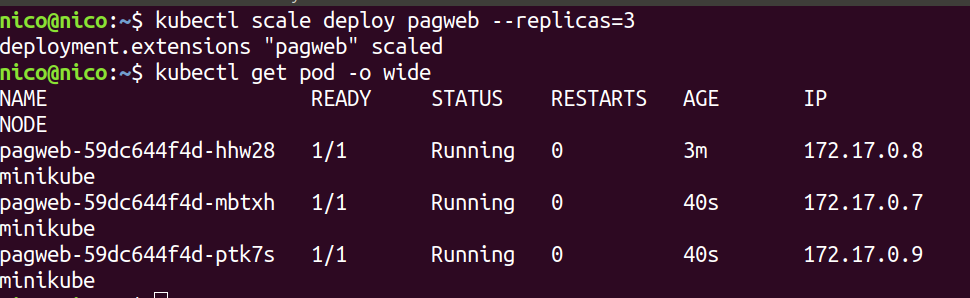 nico@nico:~$ kubectl scale deploy pagweb --replicas=3
deployment.extensions "pagweb" scaled
nico@nico:~$ kubectl get pod -o wide
NAME READY STATUS RESTARTS AGE IP
NODE
pagweb-59dc644f4d-hhw28 1/1 Running 0 3m 172.17.0.8
minikube
pagweb-59dc644f4d-mbtxh 1/1 Running 0 40s 172.17.0.7
minikube
pagweb-59dc644f4d-ptk7s 1/1 Running 0 40s 172.17.0.9
minikube